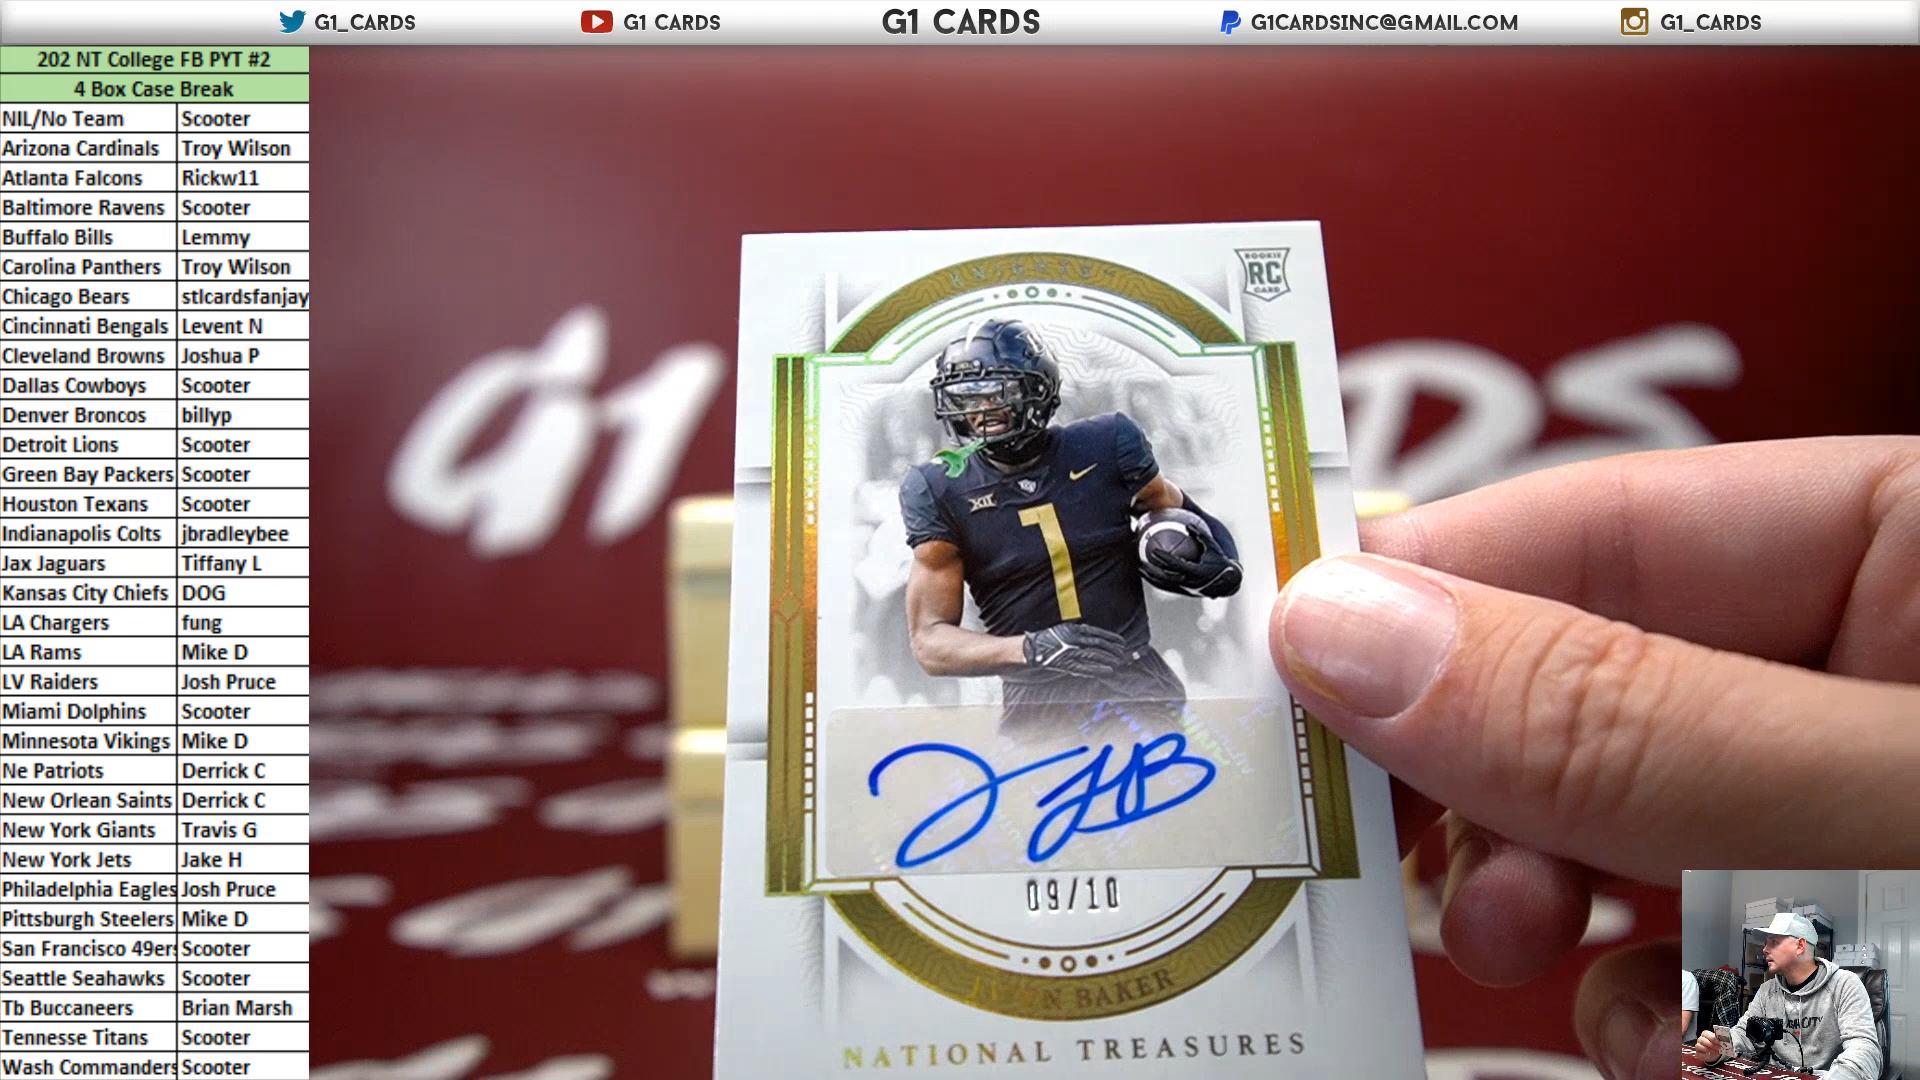 G1_CARDS G1 CARDS G1 CARDS G1CARDSINC@GMAIL.COM G1_CARDS
202 NT College FB PYT #2
4 Box Case Break
NIL/No Team Scooter
Arizona Cardinals Troy Wilson
Atlanta Falcons Rickw11
Baltimore Ravens Scooter
Buffalo Bills Lemmy
Carolina Panthers Troy Wilson
Chicago Bears stlcardsfanjay
Cincinnati Bengals Levent N
Cleveland Browns Joshua P
Dallas Cowboys Scooter
Denver Broncos billyp
Detroit Lions Scooter
Green Bay Packers Scooter
Houston Texans Scooter
Indianapolis Colts jbradleybee
Jax Jaguars Tiffany L
Kansas City Chiefs DOG
LA Chargers fung
LA Rams Mike D
LV Raiders Josh Pruce
Miami Dolphins Scooter
Minnesota Vikings Mike D
Ne Patriots Derrick C
New Orlean Saints Derrick C
New York Giants Travis G
New York Jets Jake H
Philadelphia Eagles Josh Pruce
Pittsburgh Steelers Mike D
San Francisco 49ers Scooter
Seattle Seahawks Scooter
Tb Buccaneers Brian Marsh
Tennesse Titans Scooter
Wash Commanders Scooter
G1 CARDS
KNIGHTS
ROOKIE
RC
CARD
XII
1
09/10
BAKER
NATIONAL TREASURES